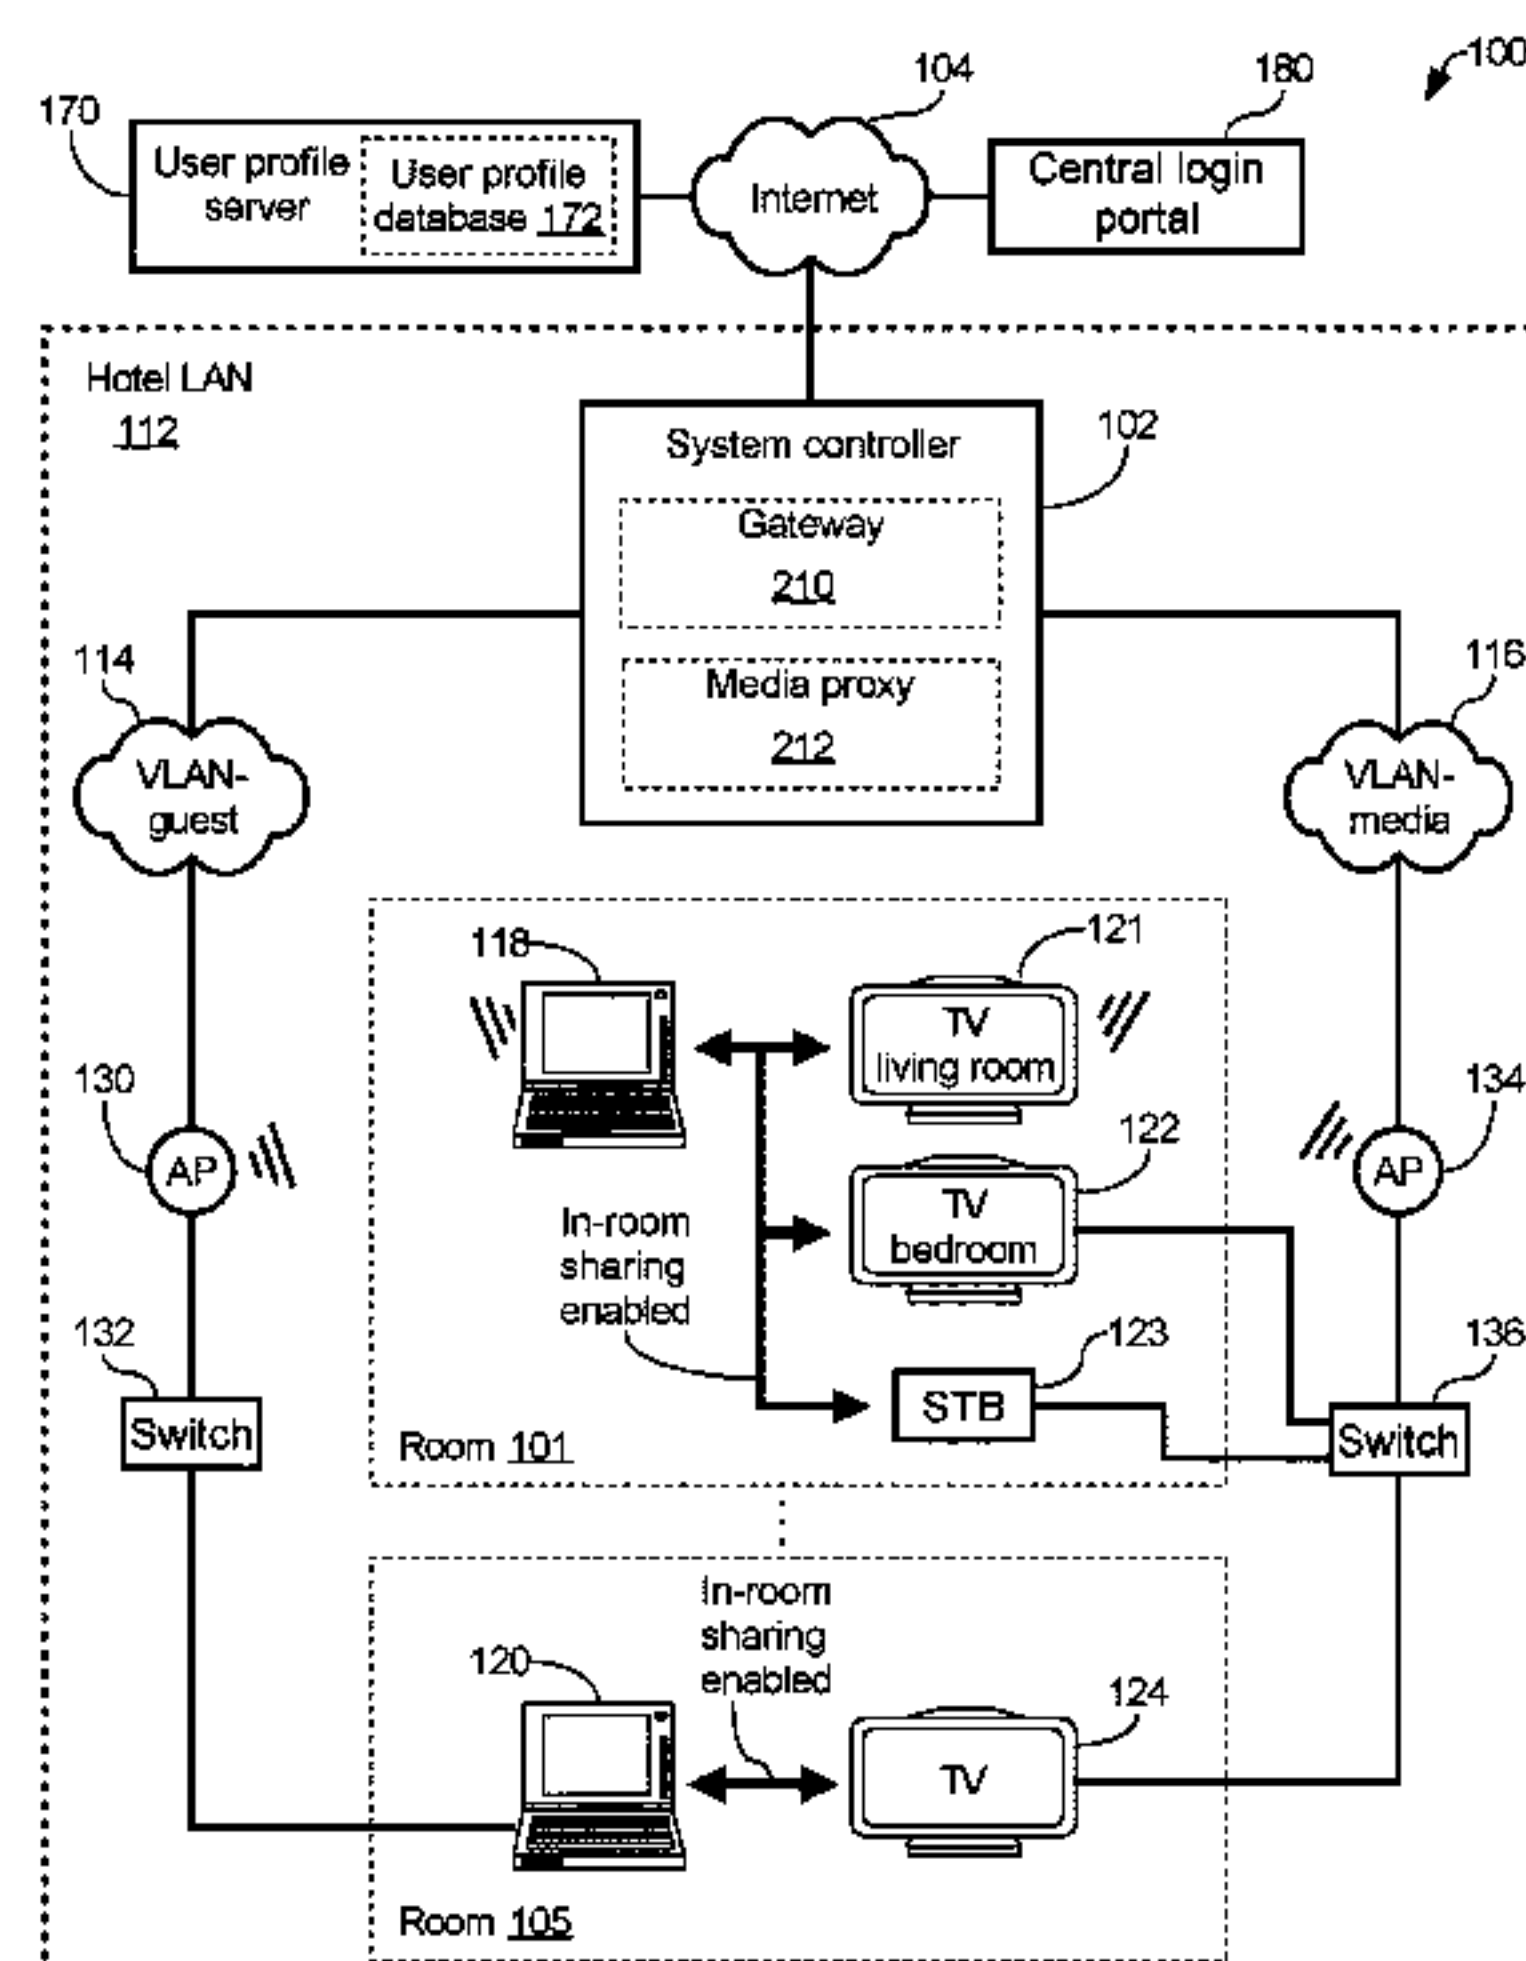 100
104
180
170
User profile
server
User profile
database 172
Internet
Central login
portal
Hotel LAN
112
System controller
102
Gateway
210
Media proxy
212
114
VLAN-
guest
116
VLAN-
media
118
121
TV
living room
130
AP
134
AP
122
TV
bedroom
In-room
sharing
enabled
132
Switch
123
STB
136
Switch
Room 101
In-room
sharing
enabled
120
124
TV
Room 105